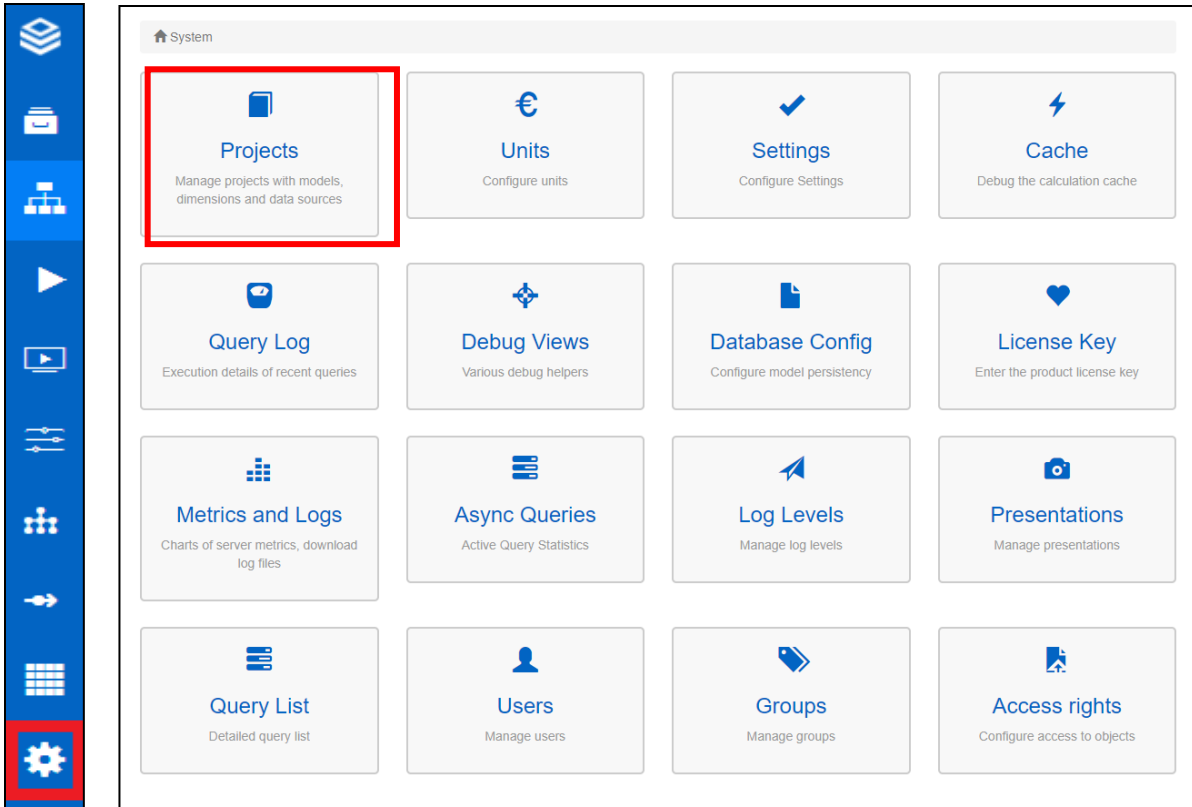 System
Projects
Manage projects with models,
dimensions and data sources
Units
Configure units
Settings
Configure Settings
Cache
Debug the calculation cache
Query Log
Execution details of recent queries
Debug Views
Various debug helpers
Database Config
Configure model persistency
License Key
Enter the product license key
Metrics and Logs
Charts of server metrics, download
log files
Async Queries
Active Query Statistics
Log Levels
Manage log levels
Presentations
Manage presentations
Query List
Detailed query list
Users
Manage users
Groups
Manage groups
Access rights
Configure access to objects